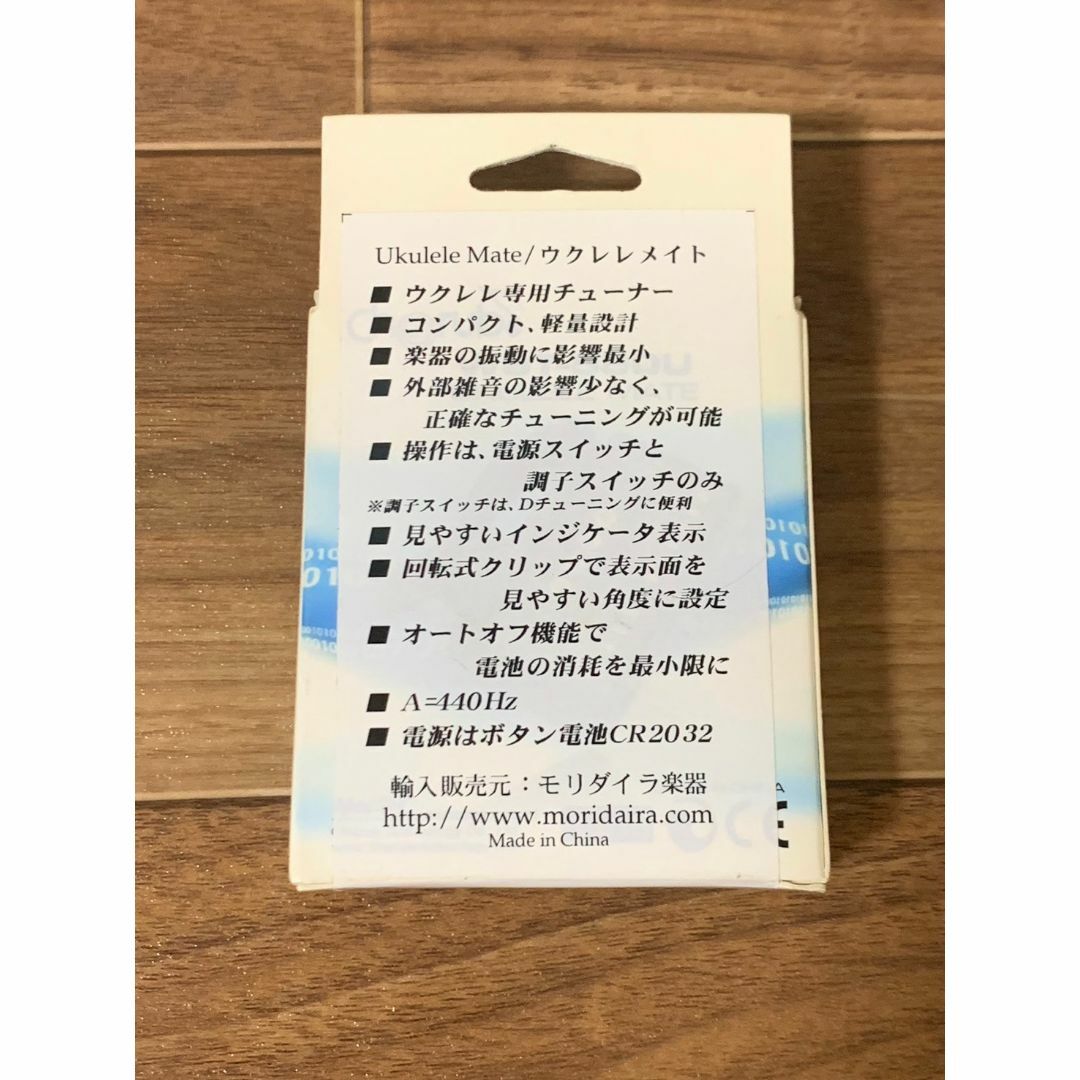 Ukulele Mate/ウクレレメイト
■ ウクレレ専用チューナー
■ コンパクト、軽量設計
■ 楽器の振動に影響最小
■ 外部雑音の影響少なく、
正確なチューニングが可能
■ 操作は、電源スイッチと
調子スイッチのみ
※調子スイッチは、Dチューニングに便利
■ 見やすいインジケータ表示
■ 回転式クリップで表示面を
見やすい角度に設定
■ オートオフ機能で
電池の消耗を最小限に
■ A=440Hz
■ 電源はボタン電池CR2032
輸入販売元：モリダイラ楽器
http://www.moridaira.com
Made in China